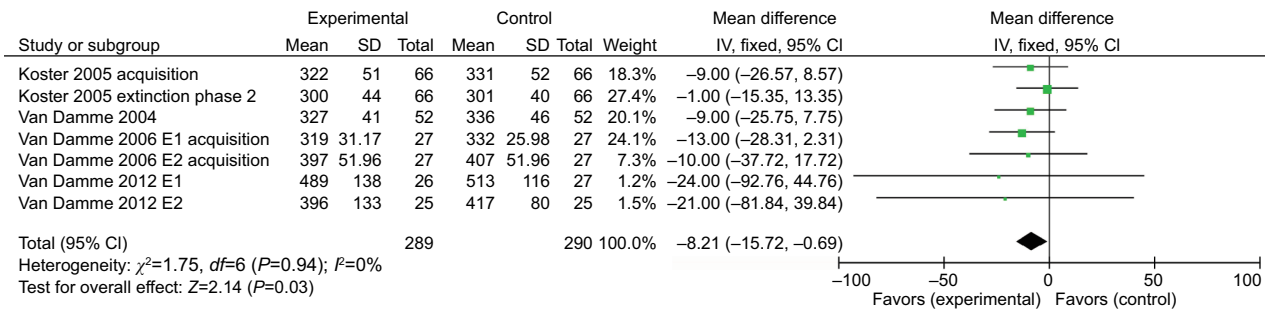 Experimental Control Mean difference Mean difference
Study or subgroup Mean SD Total Mean SD Total Weight IV, fixed, 95% CI IV, fixed, 95% CI
Koster 2005 acquisition 322 51 66 331 52 66 18.3% –9.00 (–26.57, 8.57)
Koster 2005 extinction phase 2 300 44 66 301 40 66 27.4% –1.00 (–15.35, 13.35)
Van Damme 2004 327 41 52 336 46 52 20.1% –9.00 (–25.75, 7.75)
Van Damme 2006 E1 acquisition 319 31.17 27 332 25.98 27 24.1% –13.00 (–28.31, 2.31)
Van Damme 2006 E2 acquisition 397 51.96 27 407 51.96 27 7.3% –10.00 (–37.72, 17.72)
Van Damme 2012 E1 489 138 26 513 116 27 1.2% –24.00 (–92.76, 44.76)
Van Damme 2012 E2 396 133 25 417 80 25 1.5% –21.00 (–81.84, 39.84)
Total (95% CI) 289 290 100.0% –8.21 (–15.72, –0.69)
Heterogeneity: χ²=1.75, df=6 (P=0.94); I²=0%
Test for overall effect: Z=2.14 (P=0.03)
–100 –50 0 50 100
Favors (experimental) Favors (control)